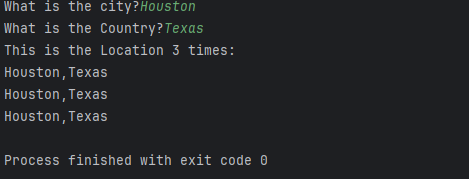 What is the city?Houston
What is the Country?Texas
This is the Location 3 times:
Houston,Texas
Houston,Texas
Houston,Texas
Process finished with exit code 0